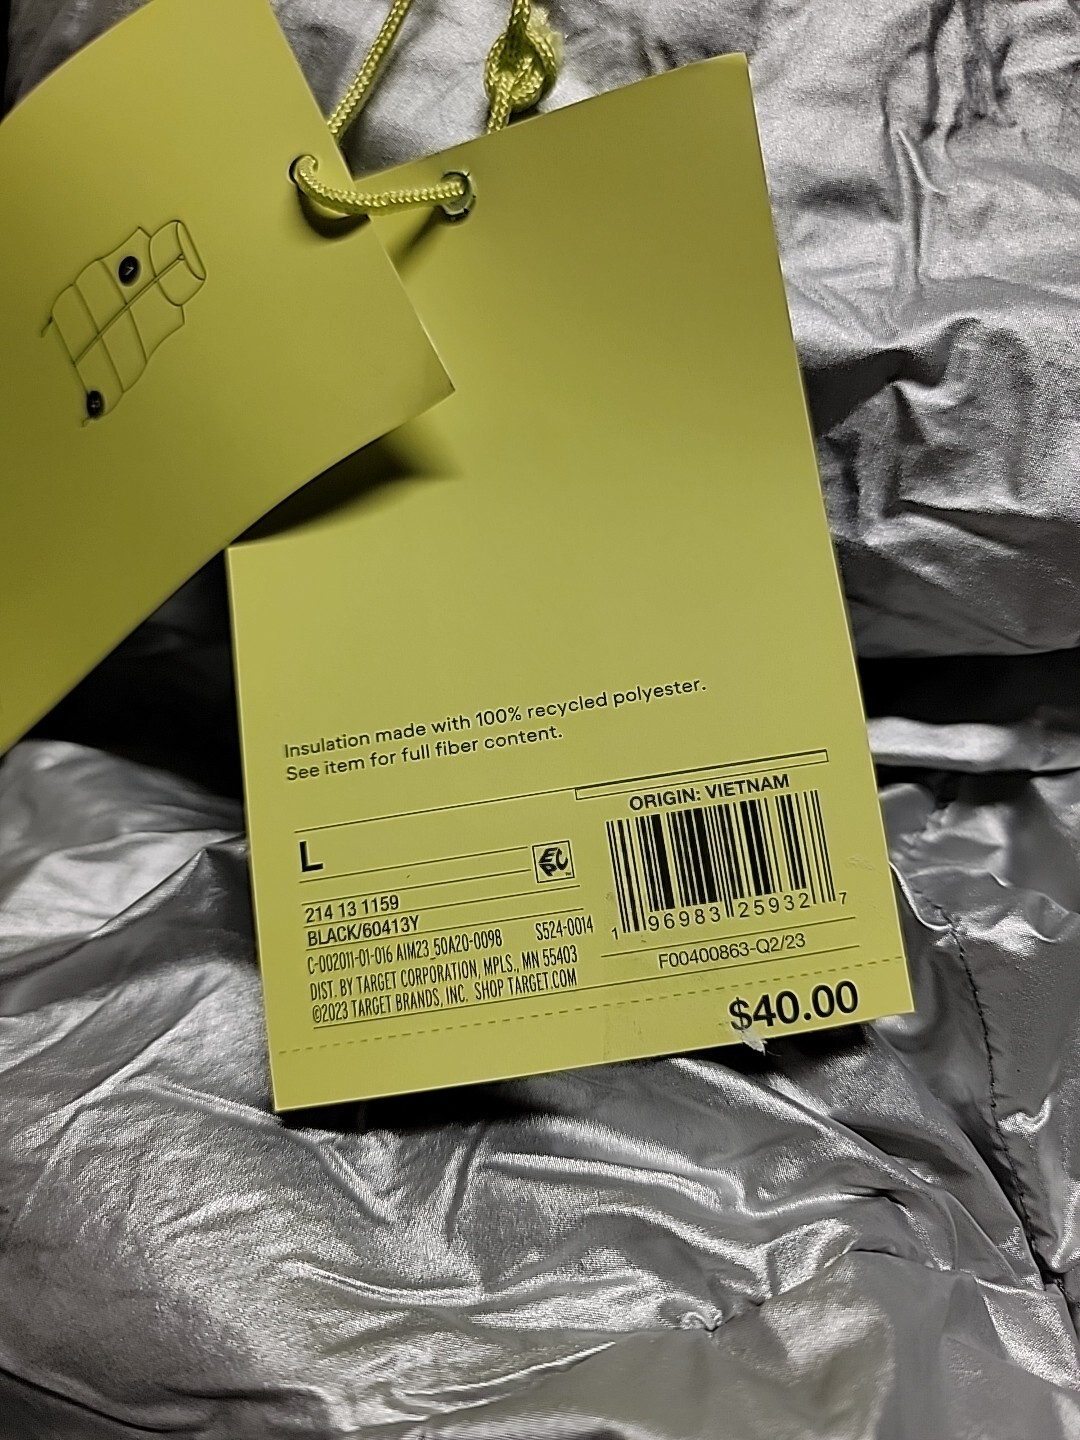 Insulation made with 100% recycled polyester.
See item for full fiber content.
ORIGIN: VIETNAM
L
214 13 1159
BLACK/60413Y
C-002011-01-016 AIM23_50A20-0098 S524-0014
DIST. BY TARGET CORPORATION, MPLS., MN 55403
©2023 TARGET BRANDS, INC. SHOP TARGET.COM
1 96983 25932 7
F00400863-Q2/23
$40.00